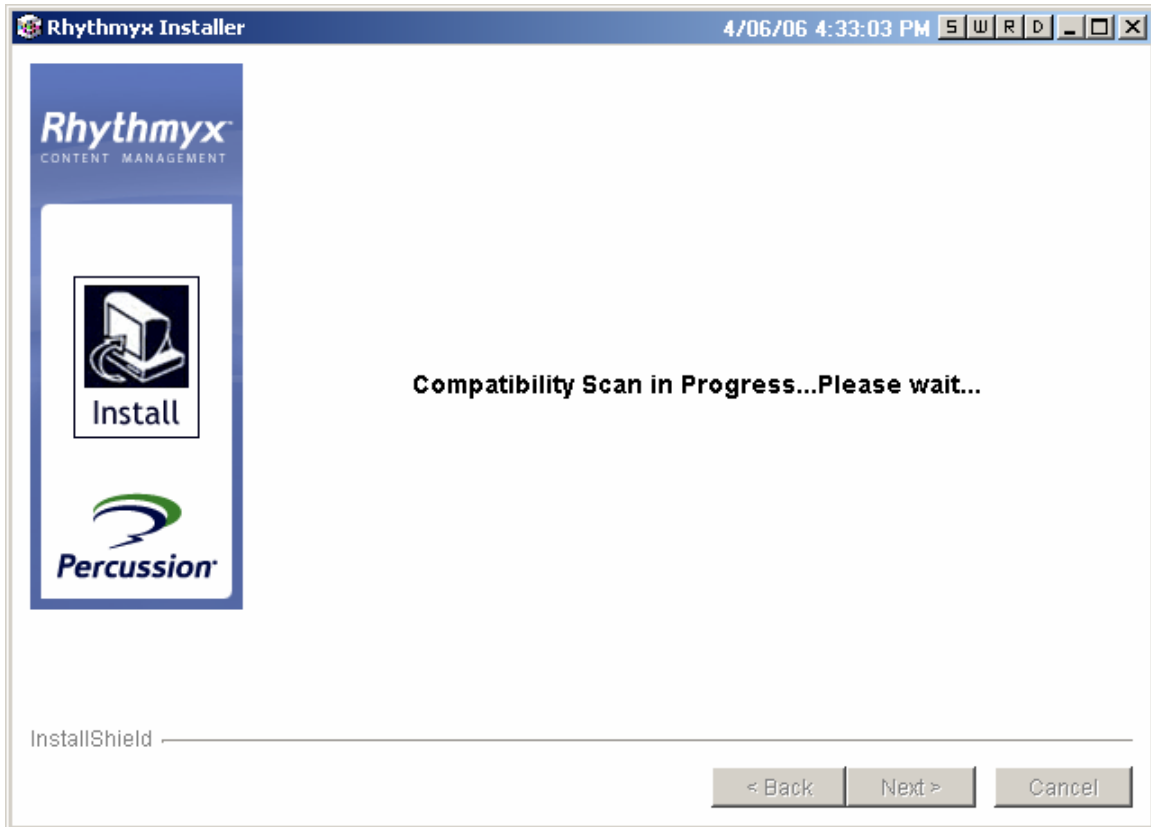 Rhythmyx Installer 4/06/06 4:33:03 PM S W R D
Rhythmyx
CONTENT MANAGEMENT
Install
Compatibility Scan in Progress...Please wait...
Percussion
InstallShield
< Back Next > Cancel